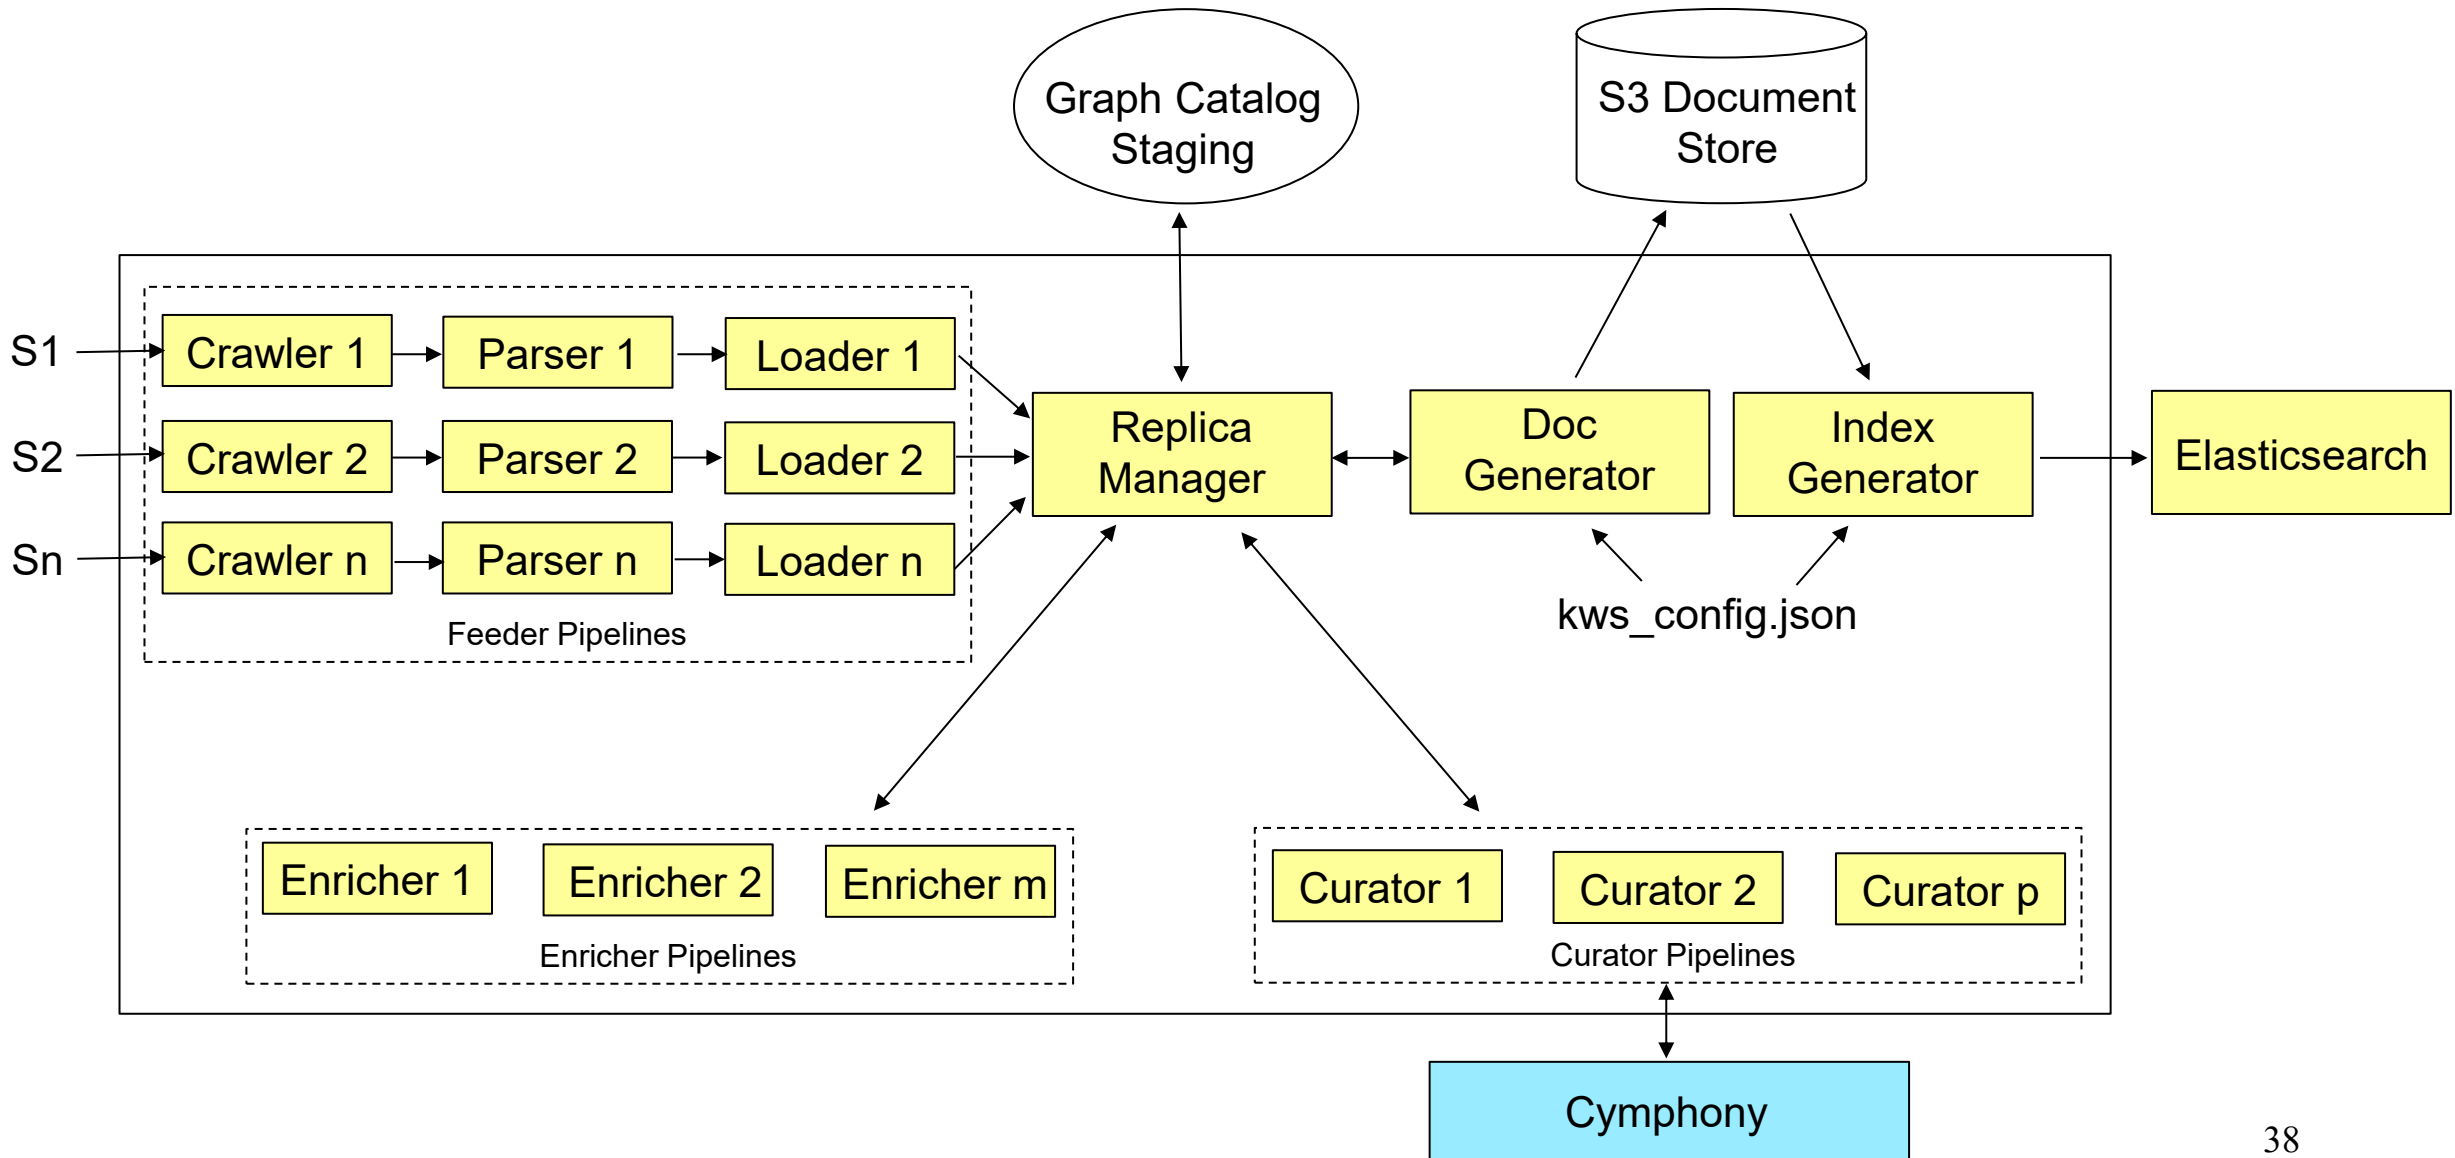 Graph Catalog
Staging
S3 Document
Store
S1
Crawler 1
Parser 1
Loader 1
S2
Crawler 2
Parser 2
Loader 2
Sn
Crawler n
Parser n
Loader n
Feeder Pipelines
Replica
Manager
Doc
Generator
Index
Generator
Elasticsearch
kws_config.json
Enricher 1
Enricher 2
Enricher m
Enricher Pipelines
Curator 1
Curator 2
Curator p
Curator Pipelines
Cymphony
38